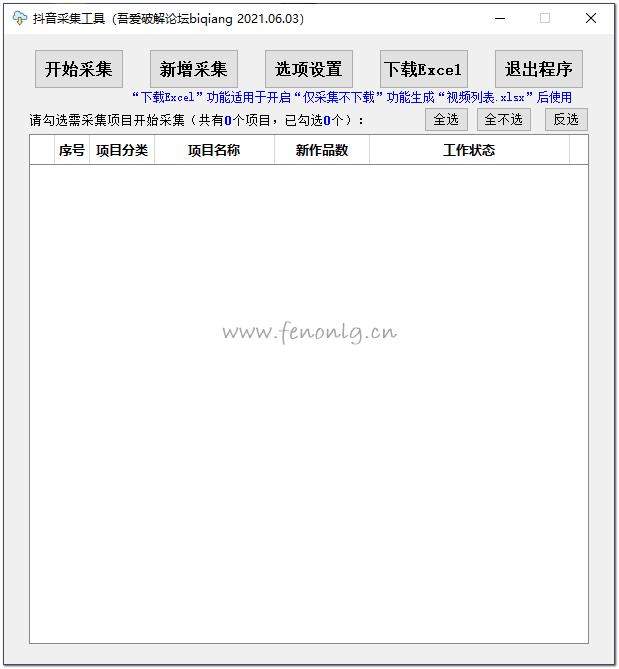 抖音采集工具（吾爱破解论坛biqiang 2021.06.03）
开始采集 新增采集 选项设置 下载Excel 退出程序
“下载Excel”功能适用于开启“仅采集不下载”功能生成“视频列表.xlsx”后使用
请勾选需采集项目开始采集（共有0个项目，已勾选0个）： 全选 全不选 反选
序号 项目分类 项目名称 新作品数 工作状态
www.fenonlg.cn